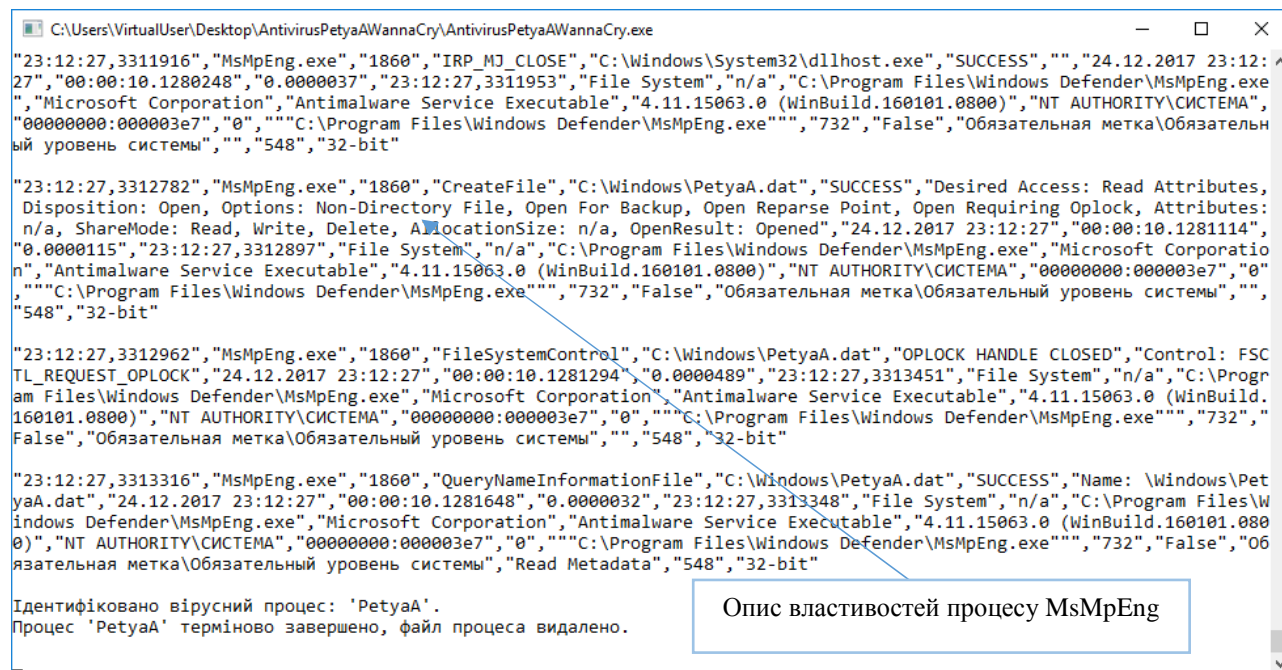 C:\Users\VirtualUser\Desktop\AntivirusPetyaAWannaCry\AntivirusPetyaAWannaCry.exe
"23:12:27,3311916","MsMpEng.exe","1860","IRP_MJ_CLOSE","C:\Windows\System32\dllhost.exe","SUCCESS","","24.12.2017 23:12:
27","00:00:10.1280248","0.0000037","23:12:27,3311953","File System","n/a","C:\Program Files\Windows Defender\MsMpEng.exe
","Microsoft Corporation","Antimalware Service Executable","4.11.15063.0 (WinBuild.160101.0800)","NT AUTHORITY\СИСТЕМА",
"00000000:000003e7","0","""C:\Program Files\Windows Defender\MsMpEng.exe""","732","False","Обязательная метка\Обязательн
ый уровень системы","","548","32-bit"
"23:12:27,3312782","MsMpEng.exe","1860","CreateFile","C:\Windows\PetyaA.dat","SUCCESS","Desired Access: Read Attributes,
Disposition: Open, Options: Non-Directory File, Open For Backup, Open Reparse Point, Open Requiring Oplock, Attributes:
n/a, ShareMode: Read, Write, Delete, AllocationSize: n/a, OpenResult: Opened","24.12.2017 23:12:27","00:00:10.1281114",
"0.0000115","23:12:27,3312897","File System","n/a","C:\Program Files\Windows Defender\MsMpEng.exe","Microsoft Corporatio
n","Antimalware Service Executable","4.11.15063.0 (WinBuild.160101.0800)","NT AUTHORITY\СИСТЕМА","00000000:000003e7","0"
,"""C:\Program Files\Windows Defender\MsMpEng.exe""","732","False","Обязательная метка\Обязательный уровень системы","",
"548","32-bit"
"23:12:27,3312962","MsMpEng.exe","1860","FileSystemControl","C:\Windows\PetyaA.dat","OPLOCK HANDLE CLOSED","Control: FSC
TL_REQUEST_OPLOCK","24.12.2017 23:12:27","00:00:10.1281294","0.0000489","23:12:27,3313451","File System","n/a","C:\Progr
am Files\Windows Defender\MsMpEng.exe","Microsoft Corporation","Antimalware Service Executable","4.11.15063.0 (WinBuild.
160101.0800)","NT AUTHORITY\СИСТЕМА","00000000:000003e7","0","""C:\Program Files\Windows Defender\MsMpEng.exe""","732","
False","Обязательная метка\Обязательный уровень системы","","548","32-bit"
"23:12:27,3313316","MsMpEng.exe","1860","QueryNameInformationFile","C:\Windows\PetyaA.dat","SUCCESS","Name: \Windows\Pet
yaA.dat","24.12.2017 23:12:27","00:00:10.1281648","0.0000032","23:12:27,3313348","File System","n/a","C:\Program Files\W
indows Defender\MsMpEng.exe","Microsoft Corporation","Antimalware Service Executable","4.11.15063.0 (WinBuild.160101.080
0)","NT AUTHORITY\СИСТЕМА","00000000:000003e7","0","""C:\Program Files\Windows Defender\MsMpEng.exe""","732","False","Об
язательная метка\Обязательный уровень системы","Read Metadata","548","32-bit"
Ідентифіковано вірусний процес: 'PetyaA'.
Процес 'PetyaA' терміново завершено, файл процеса видалено.
Опис властивостей процесу MsMpEng